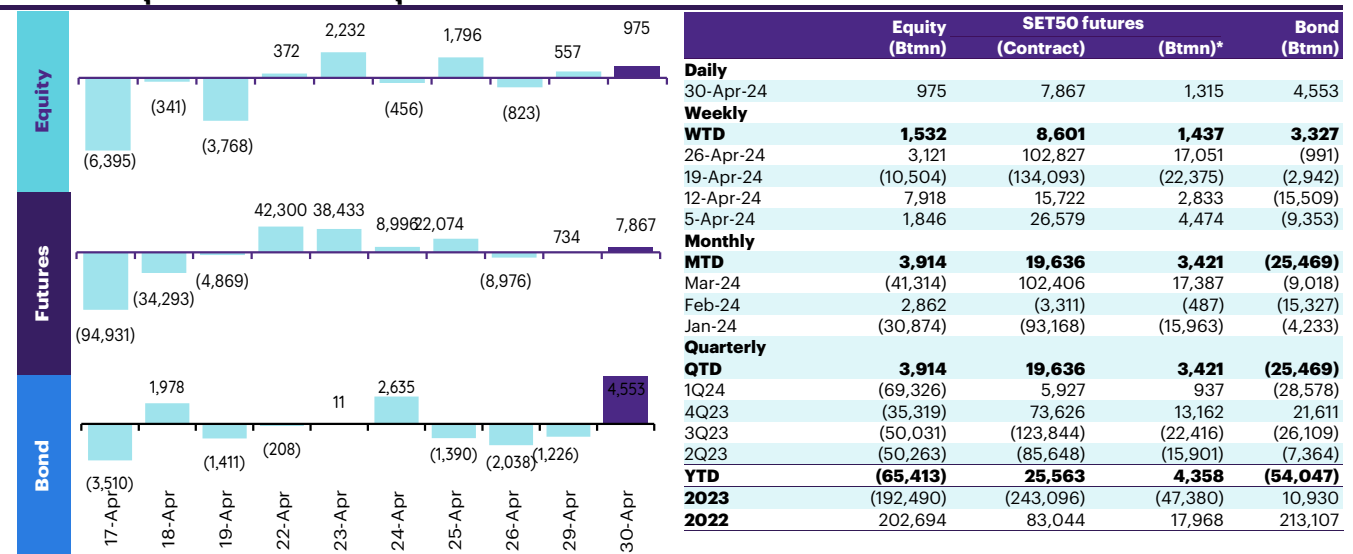 Equity
372
2,232
1,796
557
975
(6,395)
(341)
(3,768)
(456)
(823)
Futures
42,300
38,433
8,996
22,074
734
7,867
(94,931)
(34,293)
(4,869)
(8,976)
Bond
1,978
11
2,635
4,553
(3,510)
(1,411)
(208)
(1,390)
(2,038)
(1,226)
17-Apr
18-Apr
19-Apr
22-Apr
23-Apr
24-Apr
25-Apr
26-Apr
29-Apr
30-Apr
Equity SET50 futures Bond
(Btmn) (Contract) (Btmn)* (Btmn)
Daily
30-Apr-24 975 7,867 1,315 4,553
Weekly
WTD 1,532 8,601 1,437 3,327
26-Apr-24 3,121 102,827 17,051 (991)
19-Apr-24 (10,504) (134,093) (22,375) (2,942)
12-Apr-24 7,918 15,722 2,833 (15,509)
5-Apr-24 1,846 26,579 4,474 (9,353)
Monthly
MTD 3,914 19,636 3,421 (25,469)
Mar-24 (41,314) 102,406 17,387 (9,018)
Feb-24 2,862 (3,311) (487) (15,327)
Jan-24 (30,874) (93,168) (15,963) (4,233)
Quarterly
QTD 3,914 19,636 3,421 (25,469)
1Q24 (69,326) 5,927 937 (28,578)
4Q23 (35,319) 73,626 13,162 21,611
3Q23 (50,031) (123,844) (22,416) (26,109)
2Q23 (50,263) (85,648) (15,901) (7,364)
YTD (65,413) 25,563 4,358 (54,047)
2023 (192,490) (243,096) (47,380) 10,930
2022 202,694 83,044 17,968 213,107